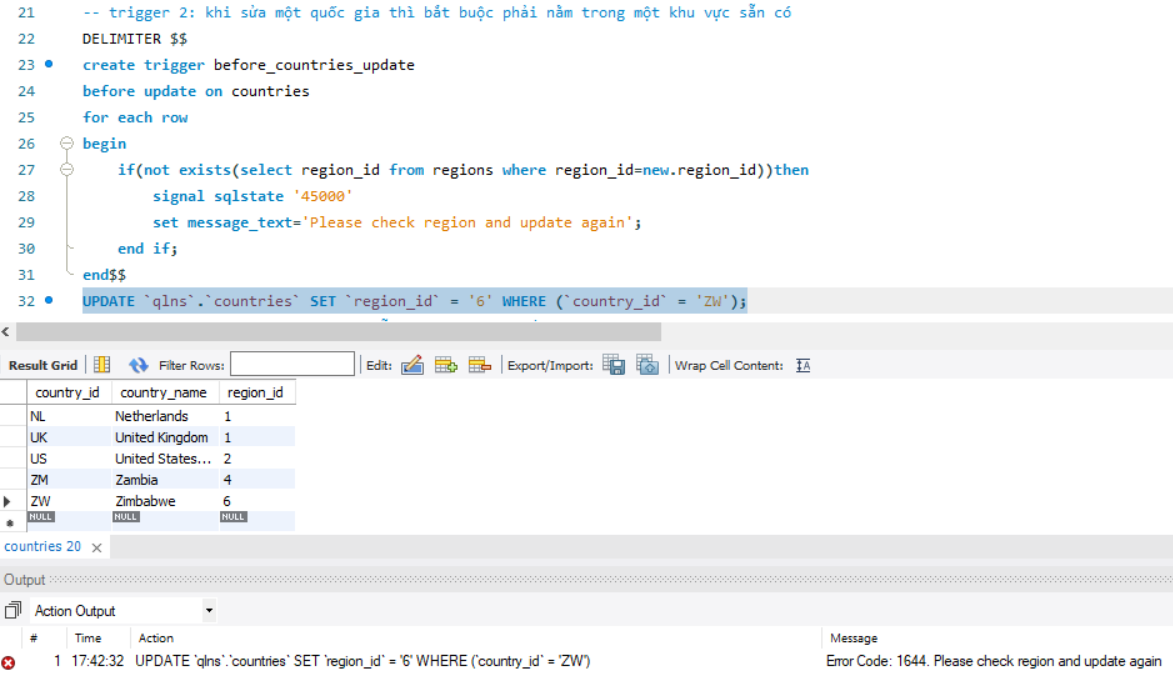 21 -- trigger 2: khi sửa một quốc gia thì bắt buộc phải nằm trong một khu vực sẵn có
22 DELIMITER $$
23 create trigger before_countries_update
24 before update on countries
25 for each row
26 begin
27 if(not exists(select region_id from regions where region_id=new.region_id))then
28 signal sqlstate '45000'
29 set message_text='Please check region and update again';
30 end if;
31 end$$
32 UPDATE `qlns`.`countries` SET `region_id` = '6' WHERE (`country_id` = 'ZW');
Result Grid Filter Rows: Edit: Export/Import: Wrap Cell Content: IA
country_id country_name region_id
NL Netherlands 1
UK United Kingdom 1
US United States... 2
ZM Zambia 4
ZW Zimbabwe 6
NULL NULL NULL
countries 20
Output
Action Output
# Time Action Message
1 17:42:32 UPDATE `qlns`.`countries` SET `region_id` = '6' WHERE (`country_id` = 'ZW') Error Code: 1644. Please check region and update again